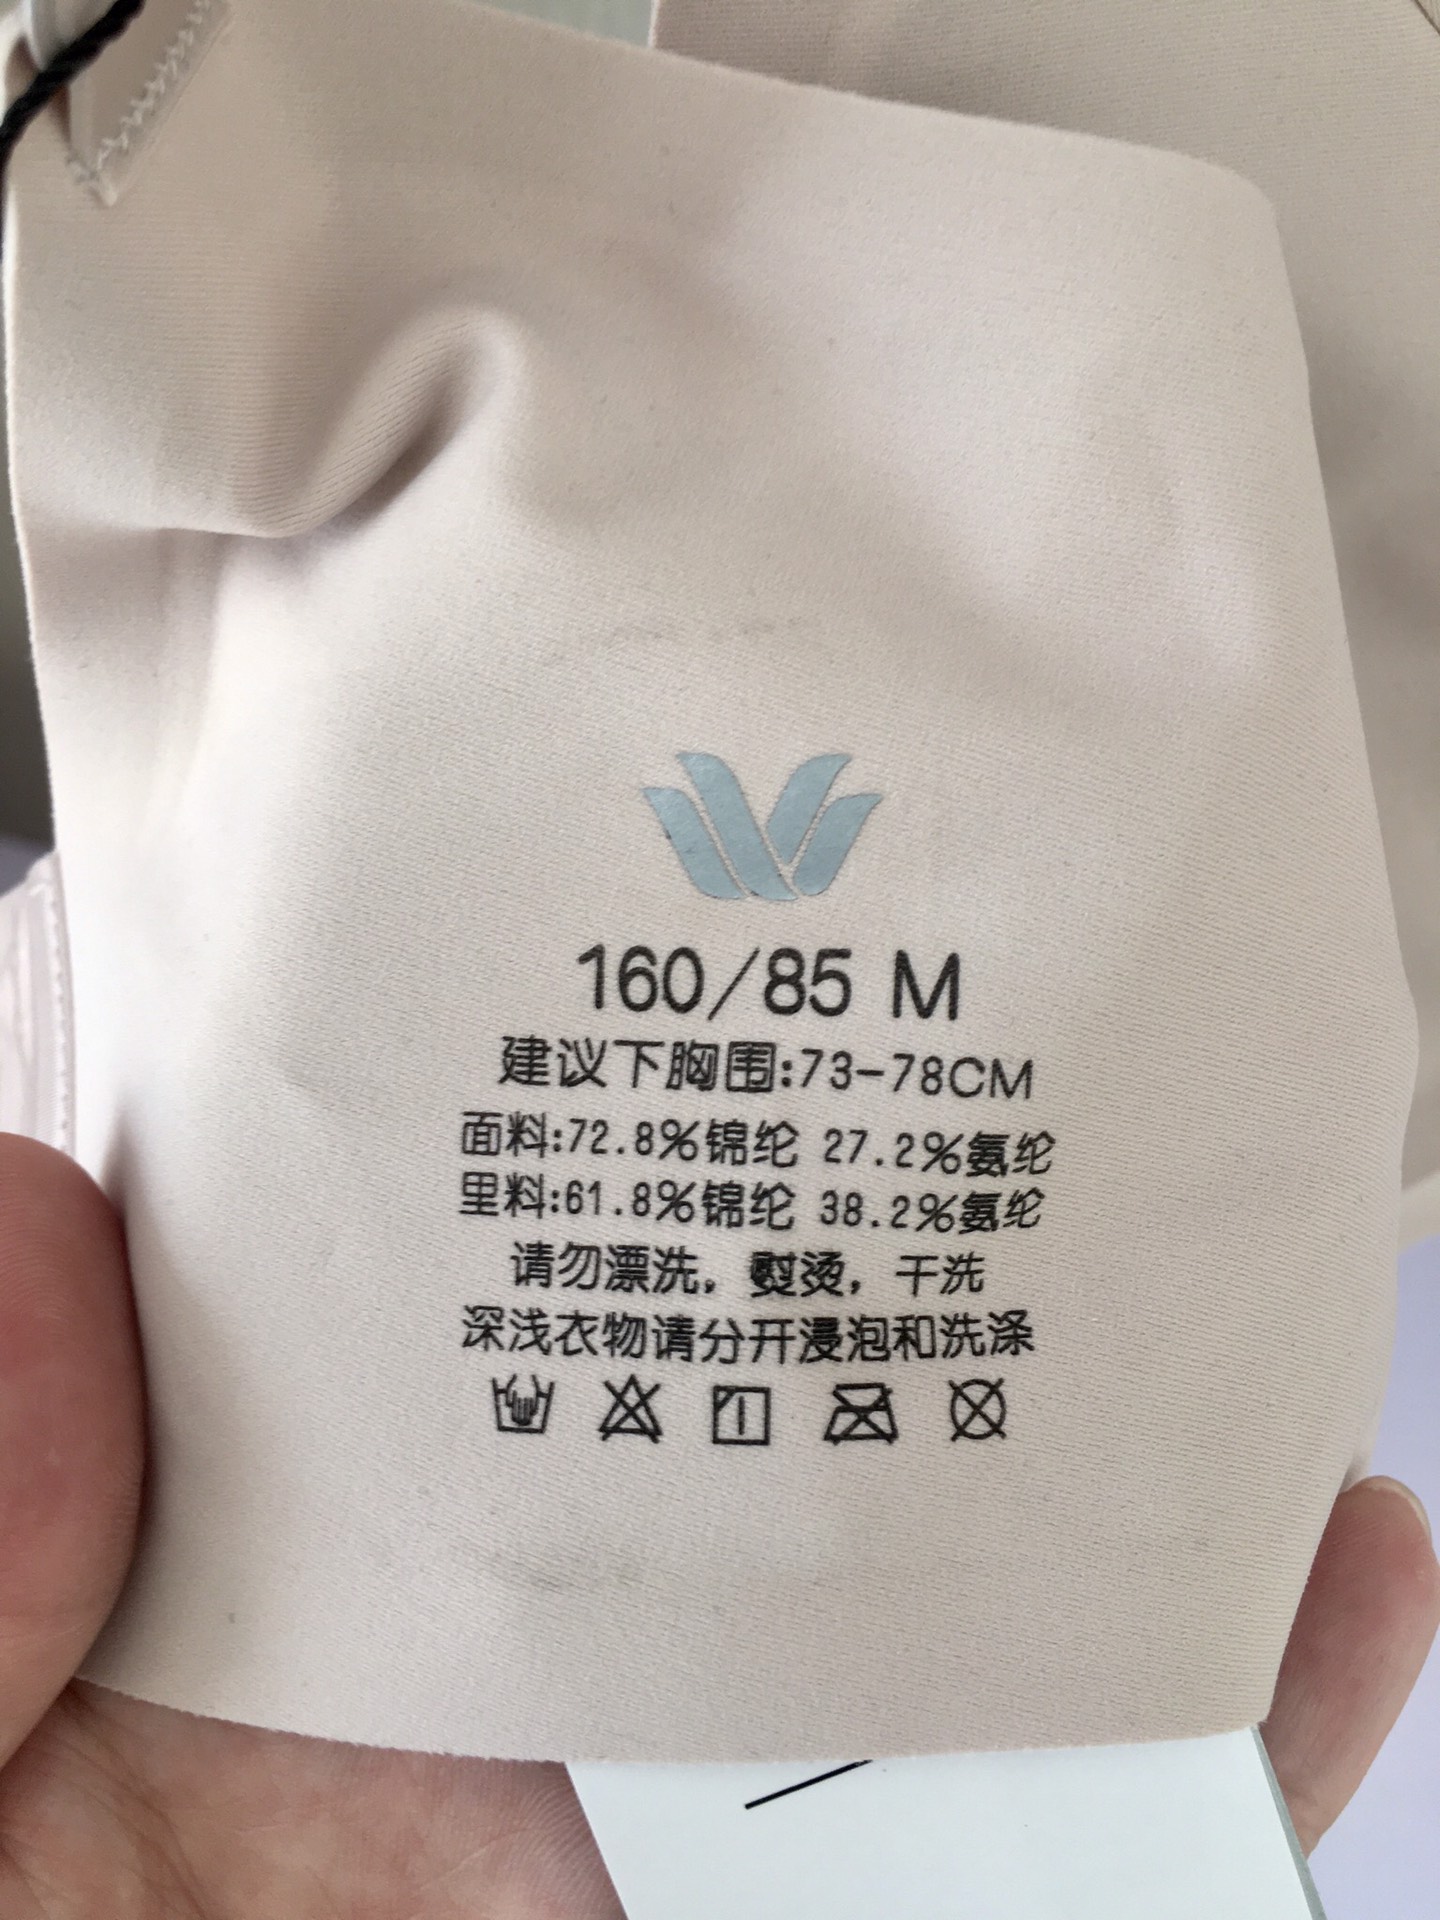 160/85 M
建议下胸围:73-78CM
面料:72.8%锦纶 27.2%氨纶
里料:61.8%锦纶 38.2%氨纶
请勿漂洗，熨烫，干洗
深浅衣物请分开浸泡和洗涤